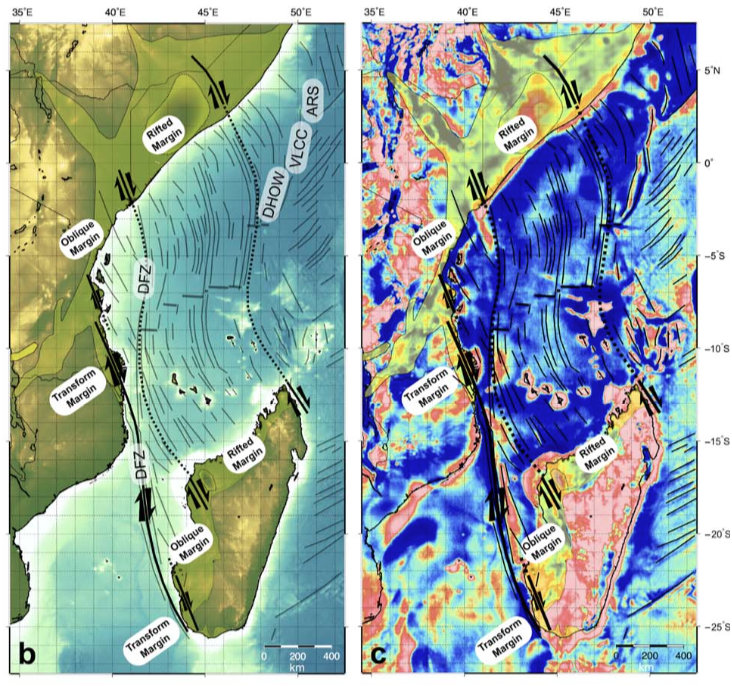 35°E 40°E 45°E 50°E
ARS
VLCC
DHOW
Rifted
Margin
Oblique
Margin
DFZ
Transform
Margin
DFZ
Rifted
Margin
Oblique
Margin
Transform
Margin
b
0 200 400
km
35°E 40°E 45°E 50°E
5°N
0°
-5°S
-10°S
-15°S
-20°S
-25°S
Rifted
Margin
Oblique
Margin
Transform
Margin
Rifted
Margin
Oblique
Margin
Transform
Margin
c
0 200 400
km